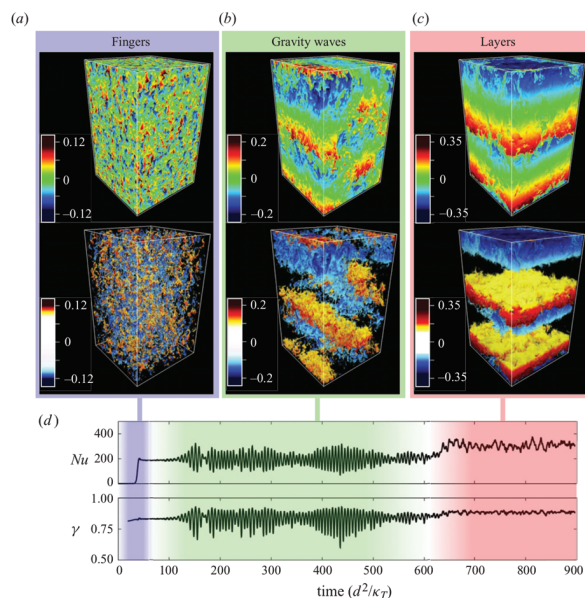 (a) (b) (c)
Fingers Gravity waves Layers
0.12 0.2 0.35
0 0 0
−0.12 −0.2 −0.35
0.12 0.2 0.35
0 0 0
−0.12 −0.2 −0.35
(d)
400
Nu 200
0
1.00
γ 0.75
0.50
0 100 200 300 400 500 600 700 800 900
time (d²/κ_T)